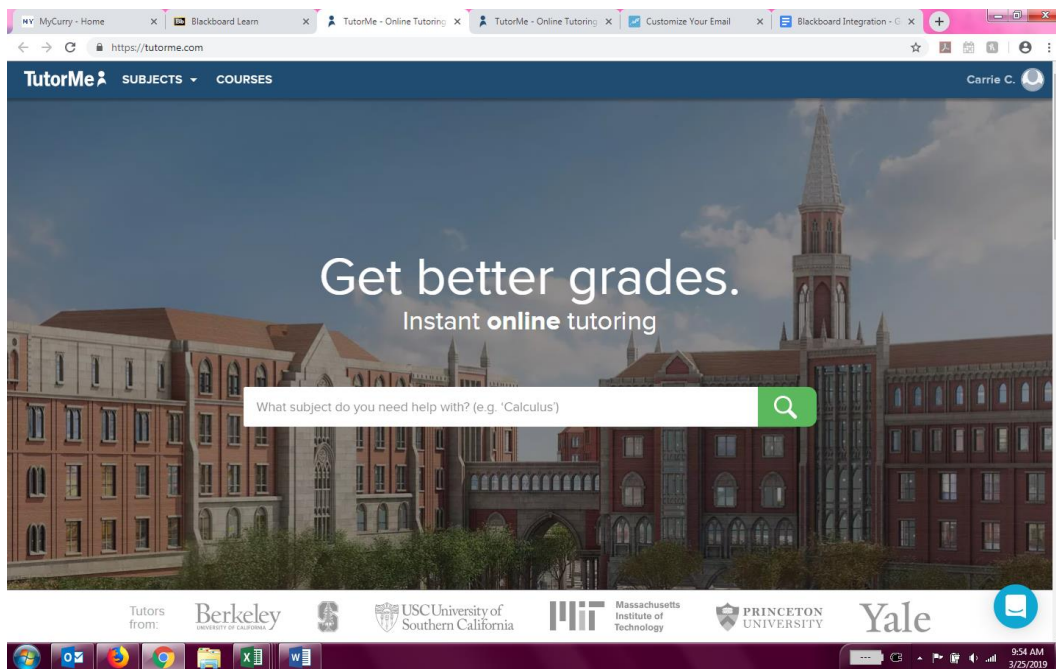 MY MyCurry - Home
Bb Blackboard Learn
TutorMe - Online Tutoring
TutorMe - Online Tutoring
Customize Your Email
Blackboard Integration - G
https://tutorme.com
TutorMe SUBJECTS COURSES Carrie C.
Get better grades.
Instant online tutoring
What subject do you need help with? (e.g. 'Calculus')
Tutors
from:
Berkeley
UNIVERSITY OF CALIFORNIA
USC University of
Southern California
Massachusetts
Institute of
Technology
PRINCETON
UNIVERSITY
Yale
9:54 AM
3/25/2019